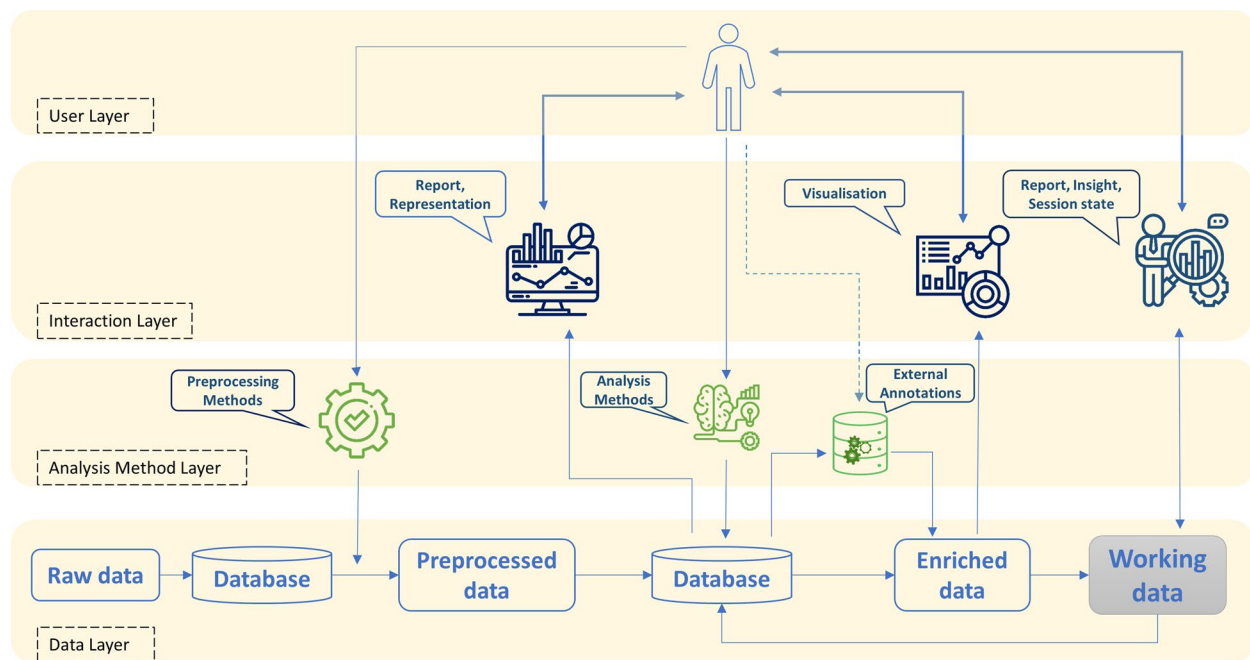 User Layer
Report,
Representation
Visualisation
Report, Insight,
Session state
Interaction Layer
Preprocessing
Methods
Analysis
Methods
External
Annotations
Analysis Method Layer
Raw data
Database
Preprocessed
data
Database
Enriched
data
Working
data
Data Layer